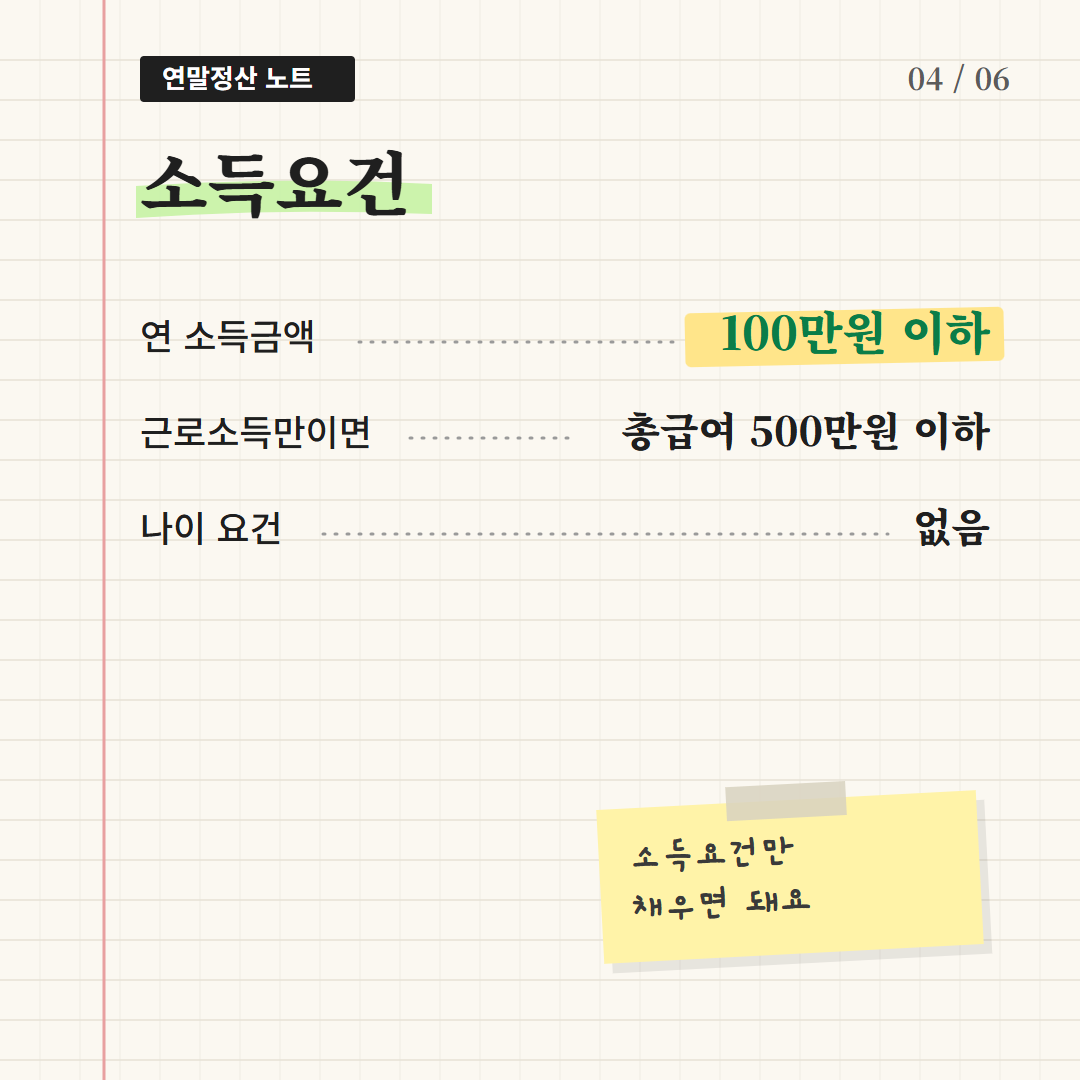 연말정산 노트
04 / 06
소득요건
연 소득금액 100만원 이하
근로소득만이면 총급여 500만원 이하
나이 요건 없음
소득요건만
채우면 돼요